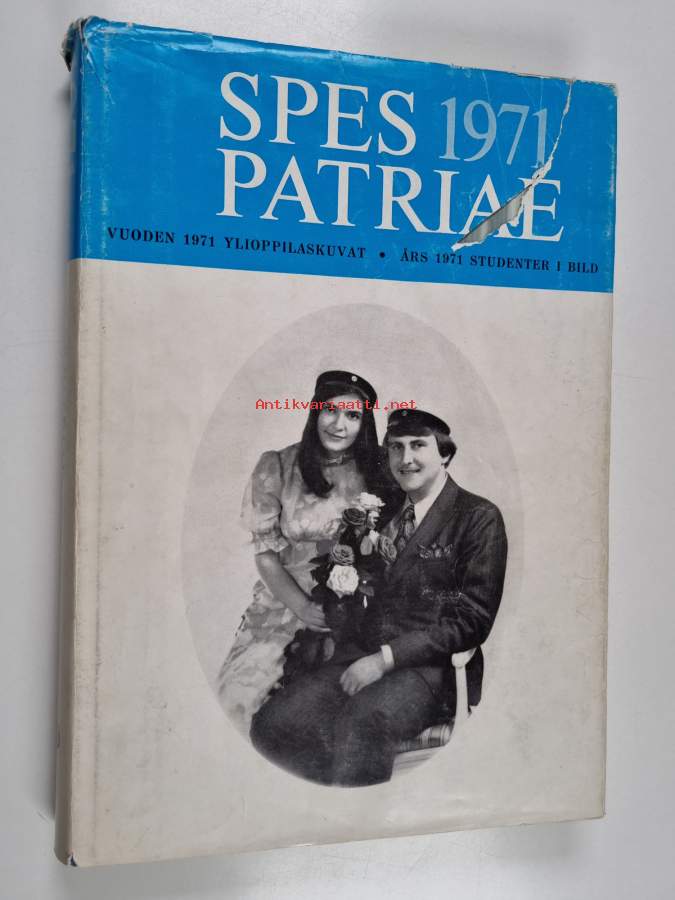 SPES 1971
PATRIAE
VUODEN 1971 YLIOPPILASKUVAT • ÅRS 1971 STUDENTER I BILD
Antikvariaatti.net